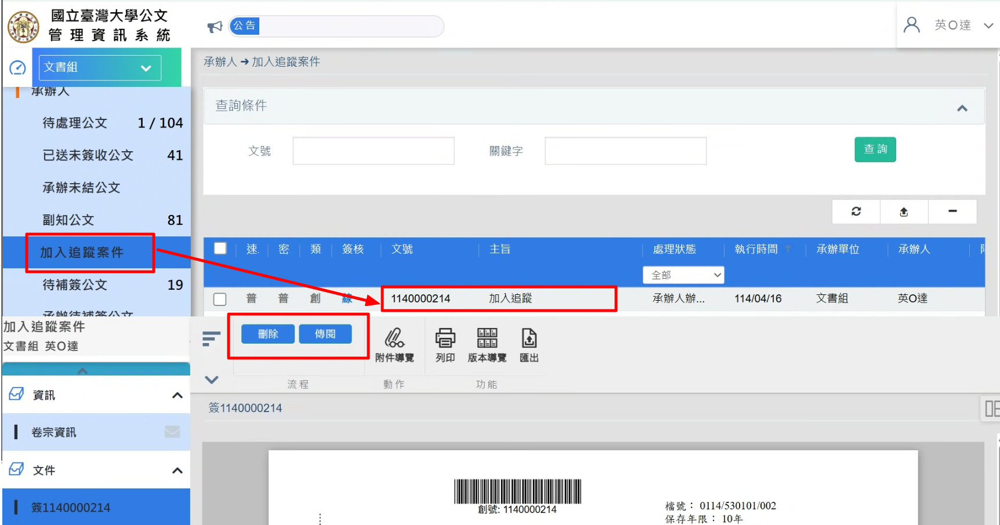 國立臺灣大學公文
管理資訊系統
公告
英O達
文書組
承辦人
待處理公文 1 / 104
已送未簽收公文 41
承辦未結公文
副知公文 81
加入追蹤案件
待補簽公文 19
承辦待補簽公文
承辦人 ➔ 加入追蹤案件
查詢條件
文號 關鍵字 查詢
速. 密. 類. 簽核 文號 主旨 處理狀態 執行時間 承辦單位 承辦人
全部
普 普 創 線 1140000214 加入追蹤 承辦人辦... 114/04/16 文書組 英O達
加入追蹤案件
文書組 英O達
資訊
卷宗資訊
文件
簽1140000214
刪除 傳閱
附件導覽 列印 版本導覽 匯出
流程 動作 功能
簽1140000214
創號: 1140000214
檔號： 0114/530101/002
保存年限： 10年